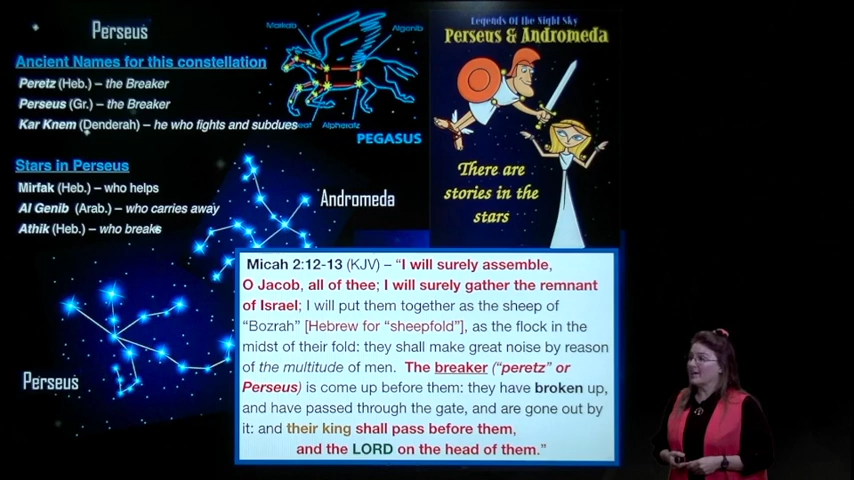 Perseus
Ancient Names for this constellation
Peretz (Heb.) – the Breaker
Perseus (Gr.) – the Breaker
Kar Knem (Denderah) – he who fights and subdues
Stars in Perseus
Mirfak (Heb.) – who helps
Al Genib (Arab.) – who carries away
Athik (Heb.) – who breaks
Markab
Algenib
Alpheratz
PEGASUS
Andromeda
Perseus
Legends Of the Night Sky
Perseus & Andromeda
There are
stories in the
stars
Micah 2:12-13 (KJV) – “I will surely assemble,
O Jacob, all of thee; I will surely gather the remnant
of Israel; I will put them together as the sheep of
“Bozrah” [Hebrew for “sheepfold”], as the flock in the
midst of their fold: they shall make great noise by reason
of the multitude of men. The breaker (“peretz” or
Perseus) is come up before them: they have broken up,
and have passed through the gate, and are gone out by
it: and their king shall pass before them,
and the LORD on the head of them.”